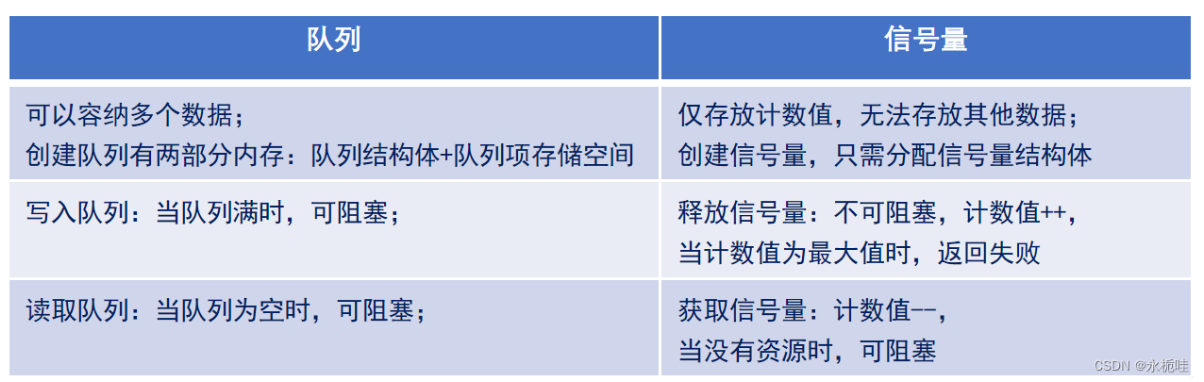 队列
信号量
可以容纳多个数据；
创建队列有两部分内存：队列结构体+队列项存储空间
仅存放计数值，无法存放其他数据；
创建信号量，只需分配信号量结构体
写入队列：当队列满时，可阻塞；
释放信号量：不可阻塞，计数值++，
当计数值为最大值时，返回失败
读取队列：当队列为空时，可阻塞；
获取信号量：计数值--，
当没有资源时，可阻塞
CSDN @永栀哇